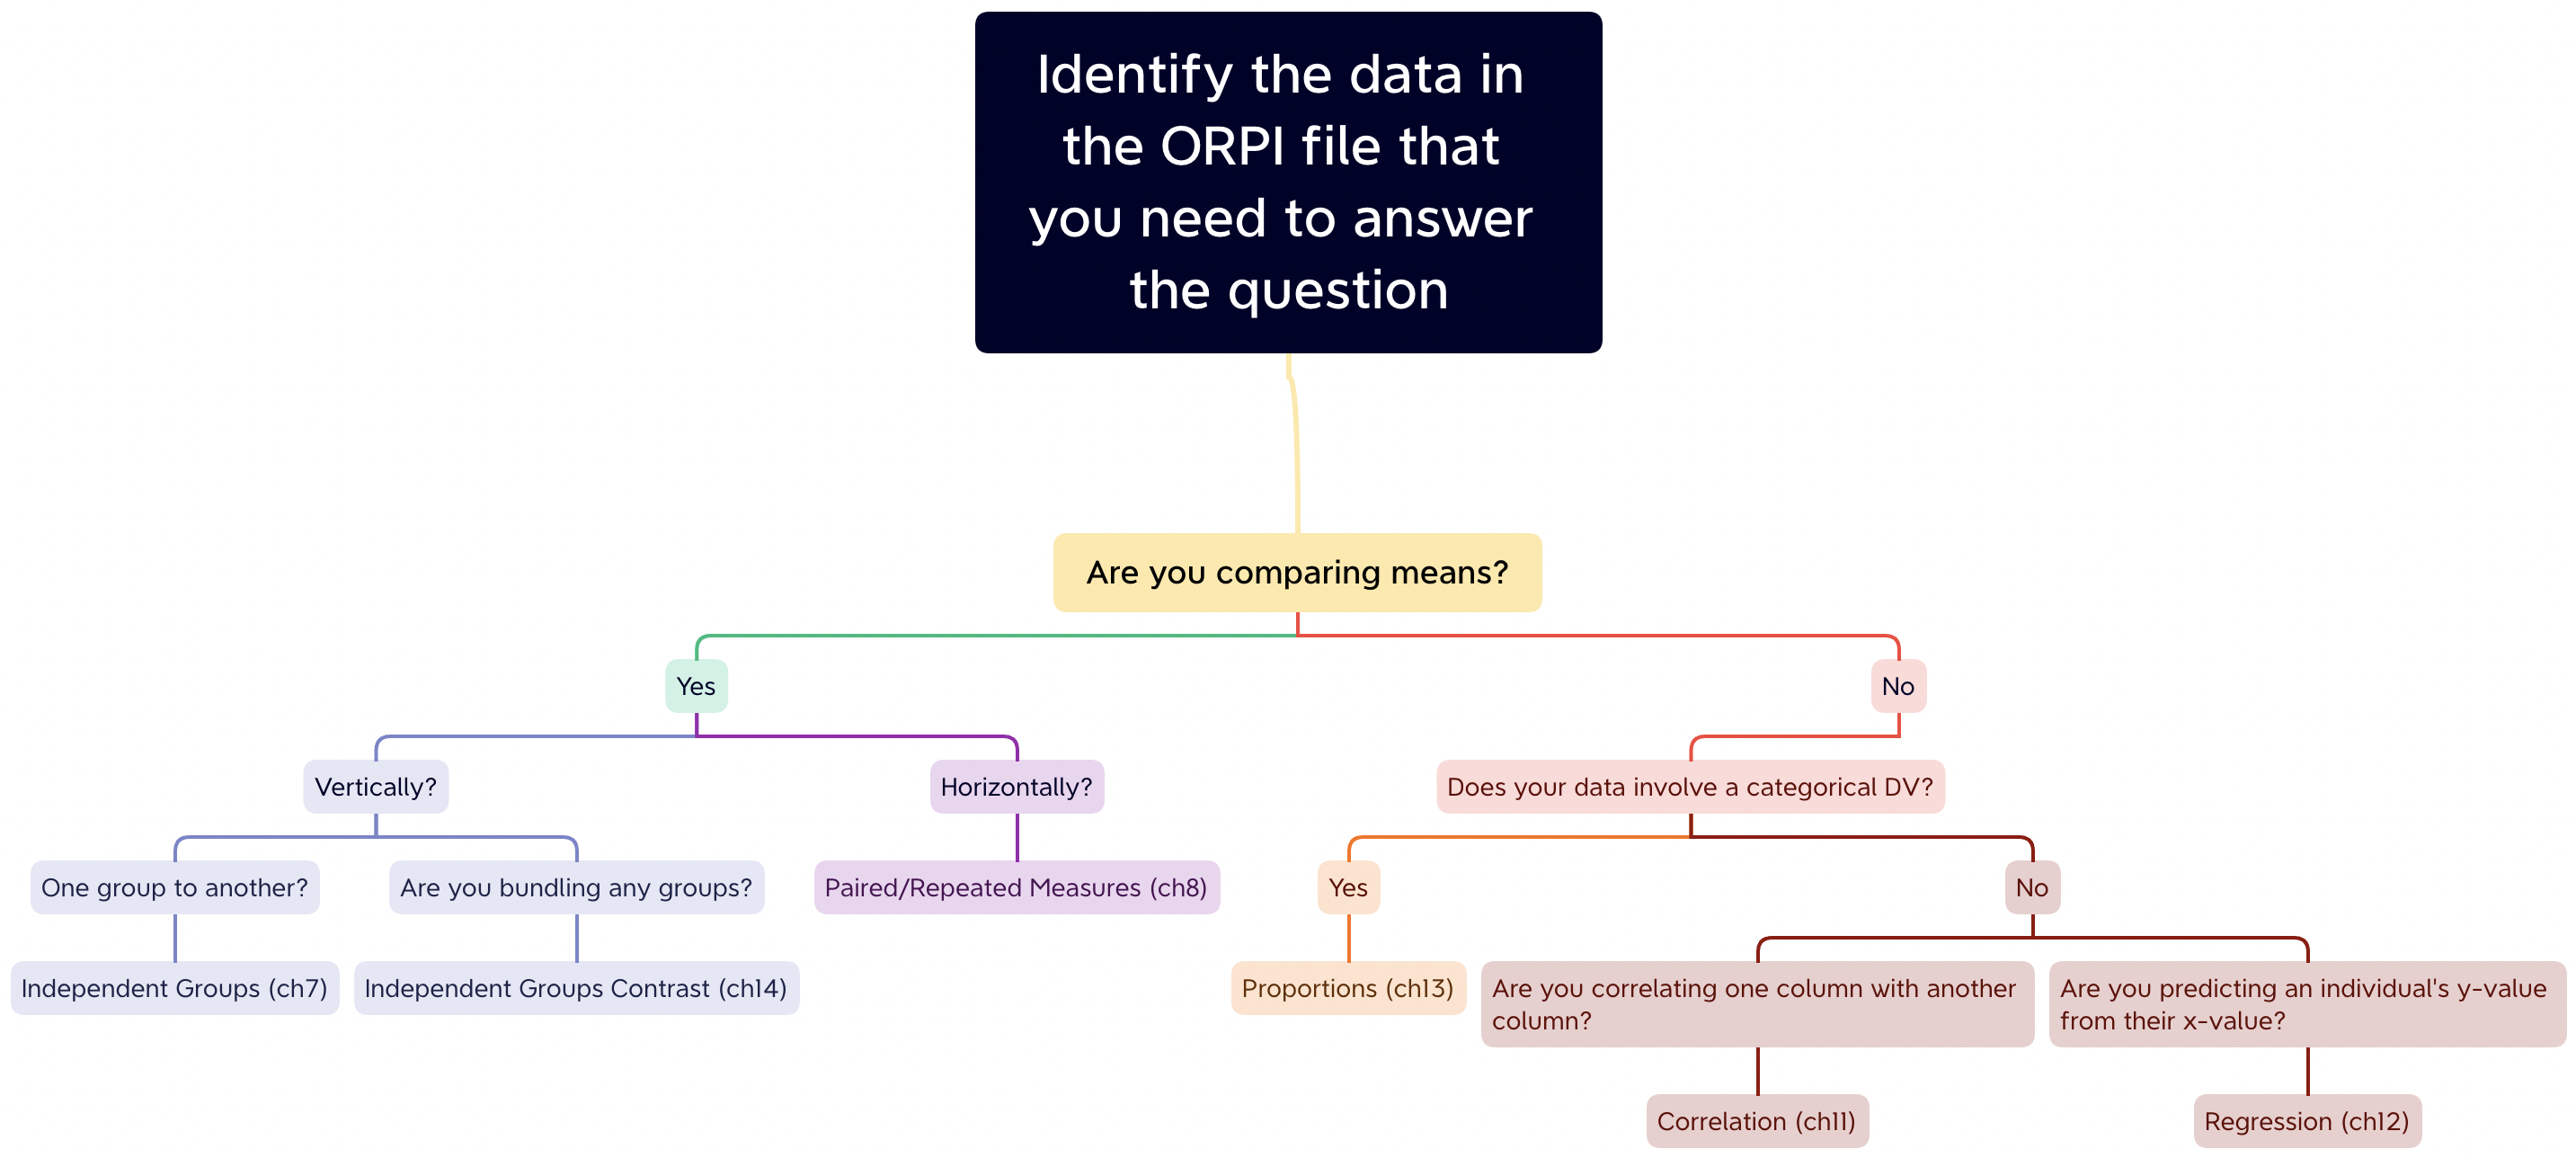 Identify the data in
the ORPI file that
you need to answer
the question
Are you comparing means?
Yes
No
Vertically?
Horizontally?
Does your data involve a categorical DV?
One group to another?
Are you bundling any groups?
Paired/Repeated Measures (ch8)
Yes
No
Independent Groups (ch7)
Independent Groups Contrast (ch14)
Proportions (ch13)
Are you correlating one column with another
column?
Are you predicting an individual's y-value
from their x-value?
Correlation (ch11)
Regression (ch12)